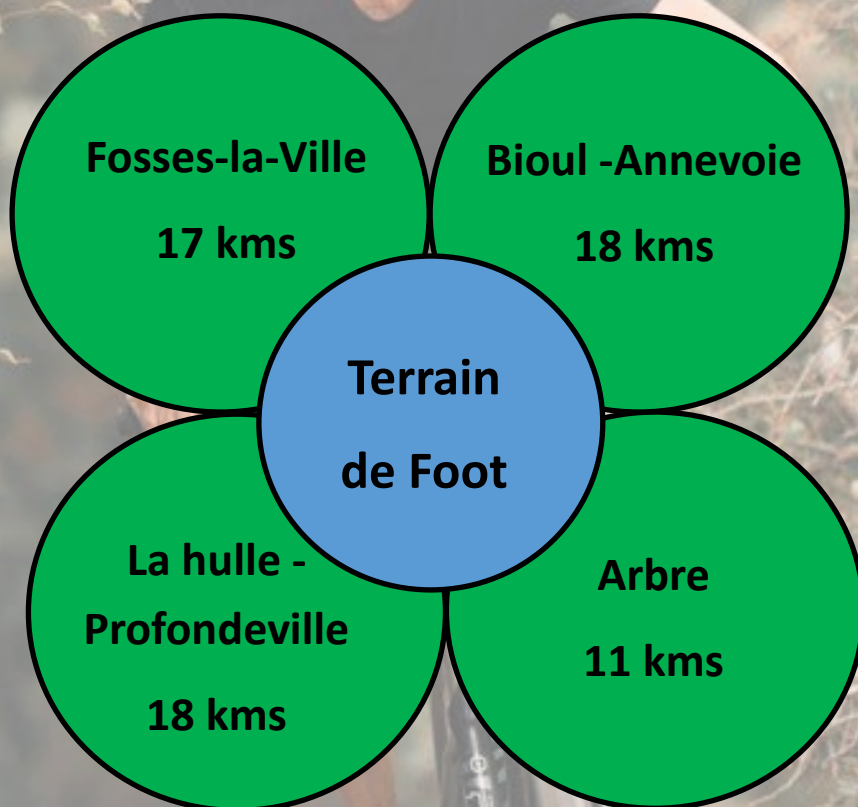 Fosses-la-Ville
17 kms
Bioul -Annevoie
18 kms
Terrain
de Foot
La hulle -
Profondeville
18 kms
Arbre
11 kms